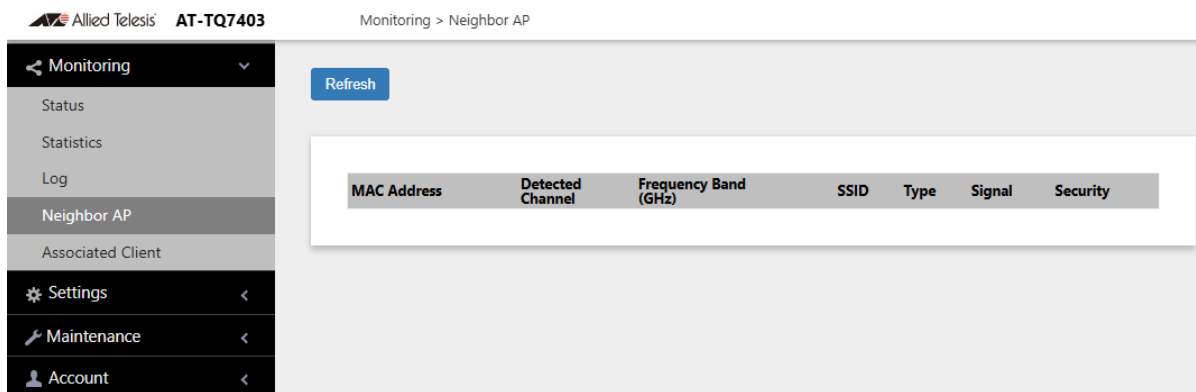 Allied Telesis AT-TQ7403
Monitoring > Neighbor AP
Monitoring
Status
Statistics
Log
Neighbor AP
Associated Client
Settings
Maintenance
Account
Refresh
MAC Address Detected Channel Frequency Band (GHz) SSID Type Signal Security